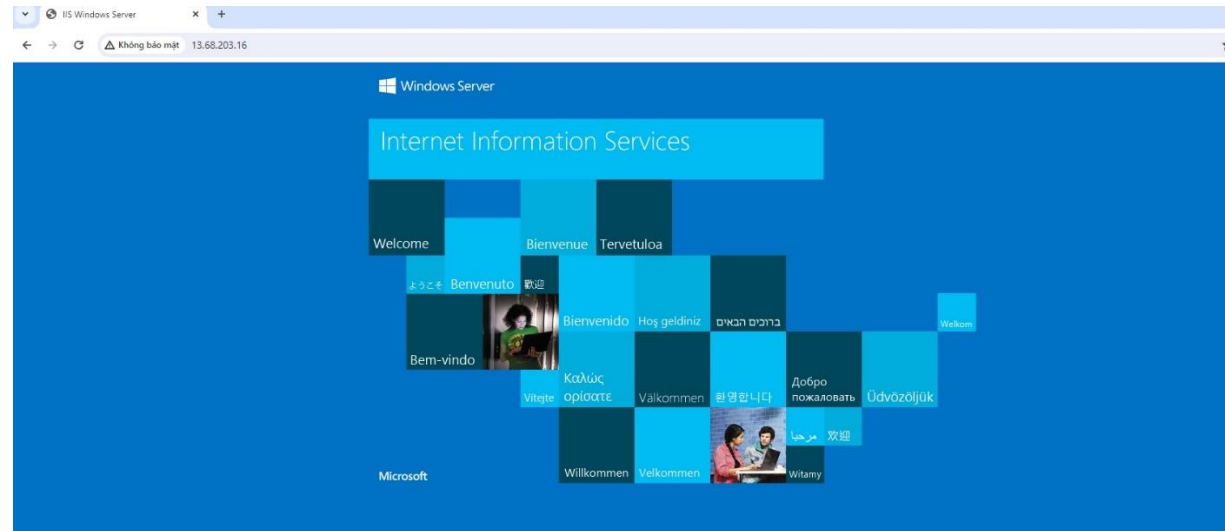 IIS Windows Server
Không bảo mật 13.68.203.16
Windows Server
Internet Information Services
Welcome
Bienvenue
Tervetuloa
ようこそ
Benvenuto
歡迎
Bienvenido
Hoş geldiniz
ברוכים הבאים
Welkom
Bem-vindo
Vítejte
Καλώς
ορίσατε
Välkommen
환영합니다
Добро
пожаловать
Üdvözöljük
مرحبا
欢迎
Willkommen
Velkommen
Witamy
Microsoft